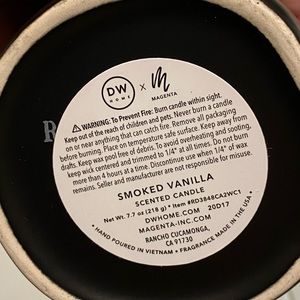 DW
HOME
x
M
MAGENTA
⚠ WARNING: To Prevent Fire: Burn candle within sight.
Keep out of the reach of children and pets. Never burn a candle
on or near anything that can catch fire. Remove all packaging
before burning. Place on temperature safe surface. Keep away from
drafts. Keep wax pool free of debris. To avoid overheating and sooting,
keep wick centered and trimmed to 1/4" at all times. Do not burn
more than 4 hours at a time. Discontinue use when 1/4" of wax
remains. Seller and manufacturer are not responsible for misuse.
SMOKED VANILLA
SCENTED CANDLE
Net Wt. 7.7 oz (218 g) • Item #RD3848CA2WC1
DWHOME.COM 20D17
MAGENTA-INC.COM
RANCHO CUCAMONGA,
CA 91730
• HAND POURED IN VIETNAM • FRAGRANCE MADE IN THE